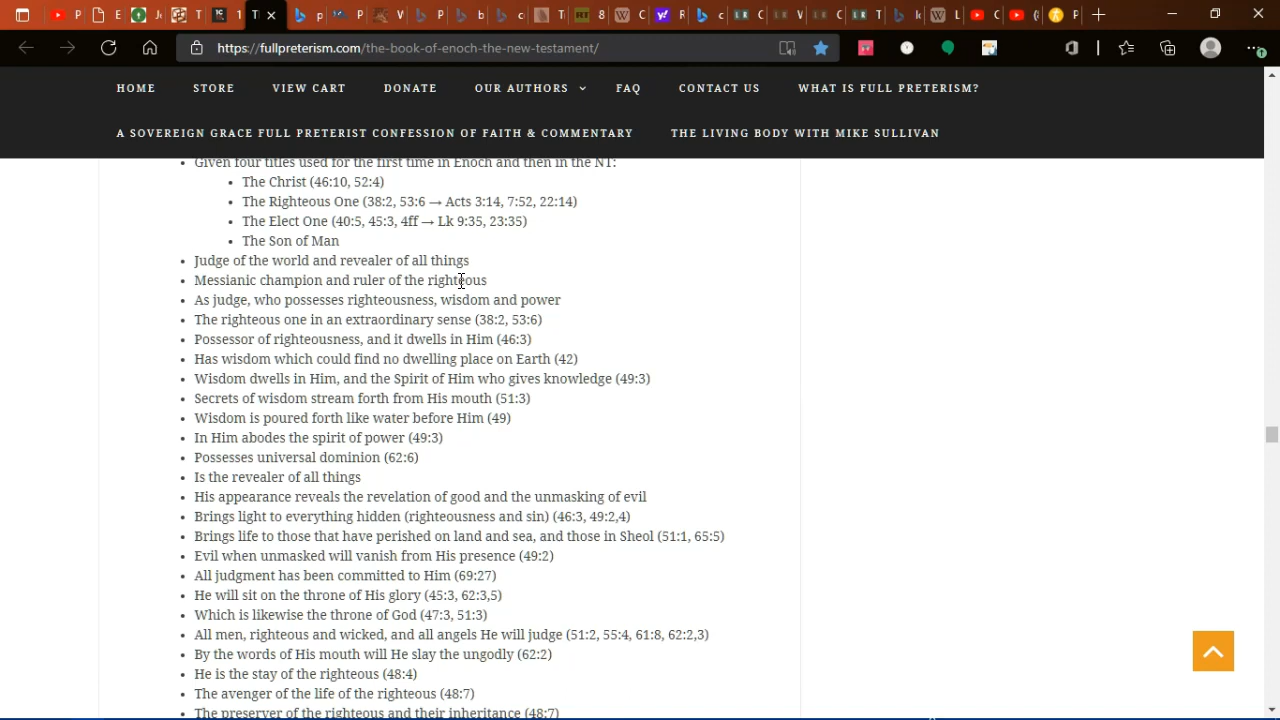 P
E
J
T
1
T
p
P
V
P
b
c
T
RT
8
C
R
c
LR C
V
LR C
LR T
k
L
C
C
P
https://fullpreterism.com/the-book-of-enoch-the-new-testament/
HOME STORE VIEW CART DONATE OUR AUTHORS FAQ CONTACT US WHAT IS FULL PRETERISM?
A SOVEREIGN GRACE FULL PRETERIST CONFESSION OF FAITH & COMMENTARY THE LIVING BODY WITH MIKE SULLIVAN
• Given four titles used for the first time in Enoch and then in the NT:
• The Christ (46:10, 52:4)
• The Righteous One (38:2, 53:6 → Acts 3:14, 7:52, 22:14)
• The Elect One (40:5, 45:3, 4ff → Lk 9:35, 23:35)
• The Son of Man
• Judge of the world and revealer of all things
• Messianic champion and ruler of the righteous
• As judge, who possesses righteousness, wisdom and power
• The righteous one in an extraordinary sense (38:2, 53:6)
• Possessor of righteousness, and it dwells in Him (46:3)
• Has wisdom which could find no dwelling place on Earth (42)
• Wisdom dwells in Him, and the Spirit of Him who gives knowledge (49:3)
• Secrets of wisdom stream forth from His mouth (51:3)
• Wisdom is poured forth like water before Him (49)
• In Him abodes the spirit of power (49:3)
• Possesses universal dominion (62:6)
• Is the revealer of all things
• His appearance reveals the revelation of good and the unmasking of evil
• Brings light to everything hidden (righteousness and sin) (46:3, 49:2,4)
• Brings life to those that have perished on land and sea, and those in Sheol (51:1, 65:5)
• Evil when unmasked will vanish from His presence (49:2)
• All judgment has been committed to Him (69:27)
• He will sit on the throne of His glory (45:3, 62:3,5)
• Which is likewise the throne of God (47:3, 51:3)
• All men, righteous and wicked, and all angels He will judge (51:2, 55:4, 61:8, 62:2,3)
• By the words of His mouth will He slay the ungodly (62:2)
• He is the stay of the righteous (48:4)
• The avenger of the life of the righteous (48:7)
• The preserver of the righteous and their inheritance (48:7)